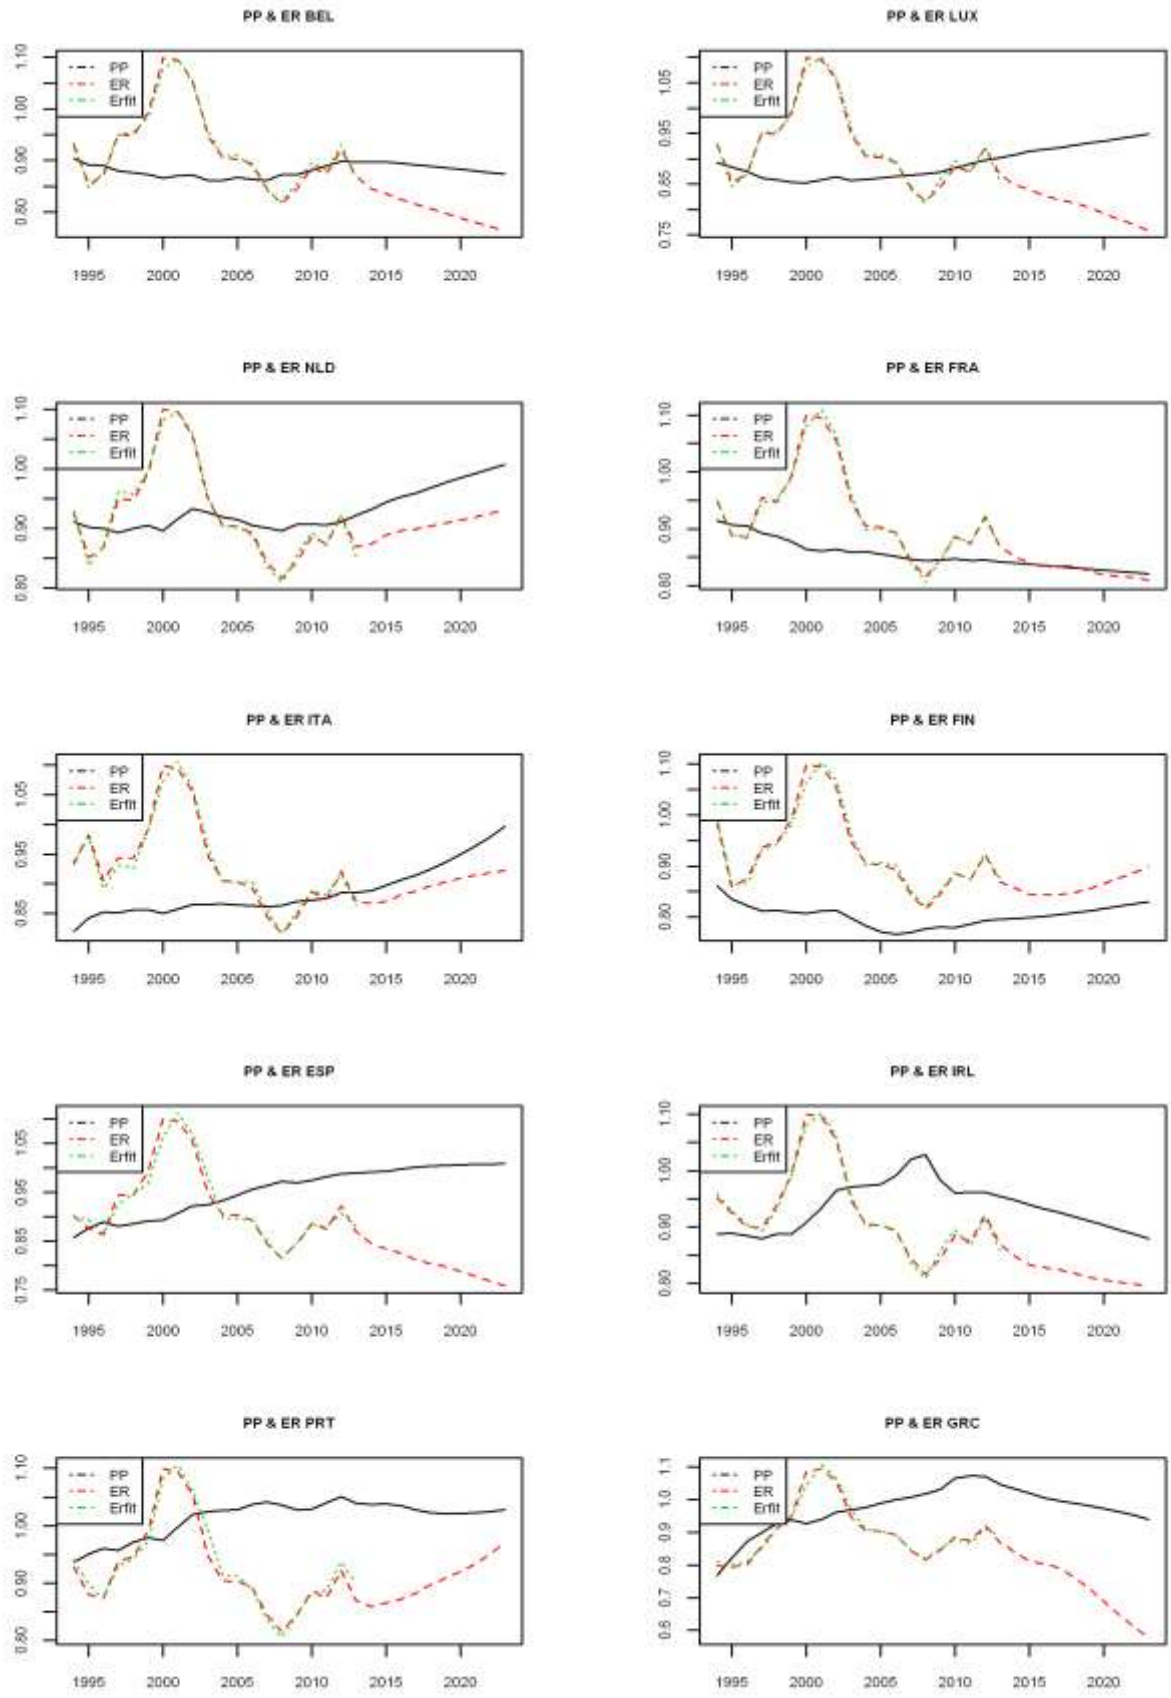 PP & ER BEL
1.10
1.00
0.90
0.80
PP
ER
Erfit
1995 2000 2005 2010 2015 2020
PP & ER LUX
1.05
0.95
0.85
0.75
PP
ER
Erfit
1995 2000 2005 2010 2015 2020
PP & ER NLD
1.10
1.00
0.90
0.80
PP
ER
Erfit
1995 2000 2005 2010 2015 2020
PP & ER FRA
1.10
1.00
0.90
0.80
PP
ER
Erfit
1995 2000 2005 2010 2015 2020
PP & ER ITA
1.05
0.95
0.85
PP
ER
Erfit
1995 2000 2005 2010 2015 2020
PP & ER FIN
1.10
1.00
0.90
0.80
PP
ER
Erfit
1995 2000 2005 2010 2015 2020
PP & ER ESP
1.05
0.95
0.85
0.75
PP
ER
Erfit
1995 2000 2005 2010 2015 2020
PP & ER IRL
1.10
1.00
0.90
0.80
PP
ER
Erfit
1995 2000 2005 2010 2015 2020
PP & ER PRT
1.10
1.00
0.90
0.80
PP
ER
Erfit
1995 2000 2005 2010 2015 2020
PP & ER GRC
1.1
1.0
0.9
0.8
0.7
0.6
PP
ER
Erfit
1995 2000 2005 2010 2015 2020